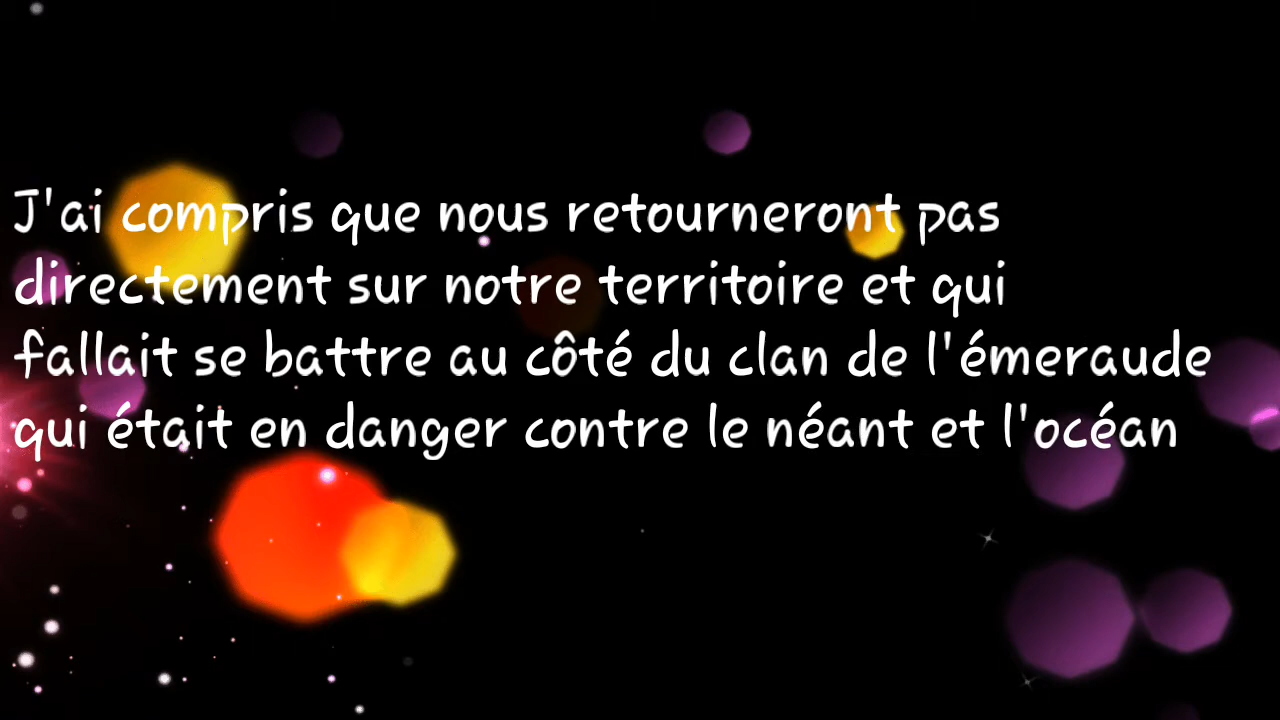 J'ai compris que nous retourneront pas
directement sur notre territoire et qui
fallait se battre au côté du clan de l'émeraude
qui était en danger contre le néant et l'océan